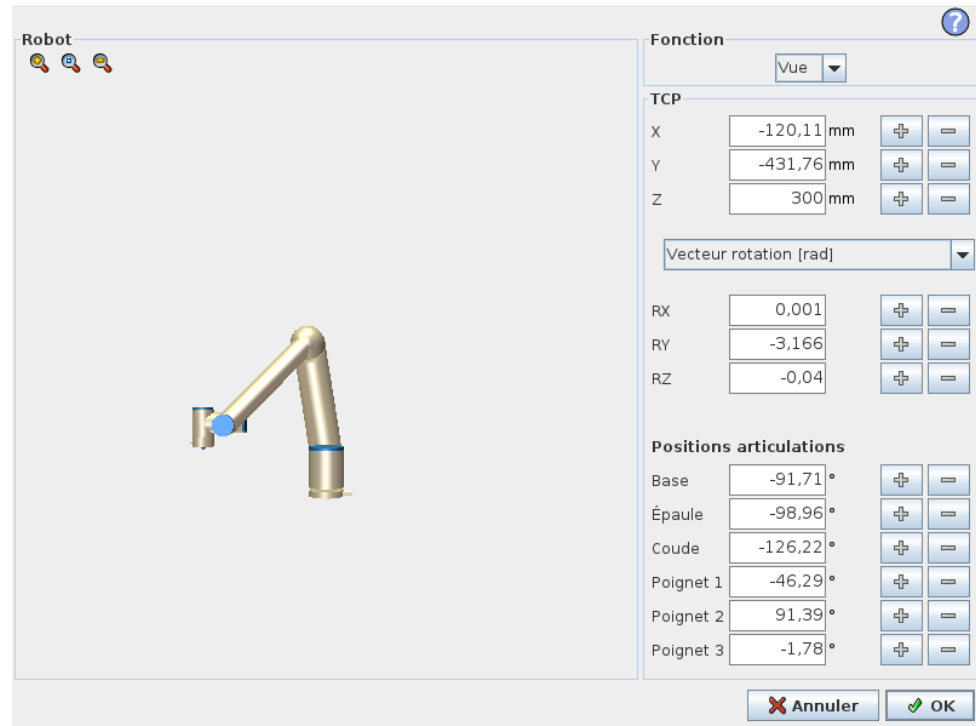 Robot
Fonction
Vue
TCP
X -120,11 mm
Y -431,76 mm
Z 300 mm
Vecteur rotation [rad]
RX 0,001
RY -3,166
RZ -0,04
Positions articulations
Base -91,71 °
Épaule -98,96 °
Coude -126,22 °
Poignet 1 -46,29 °
Poignet 2 91,39 °
Poignet 3 -1,78 °
Annuler OK